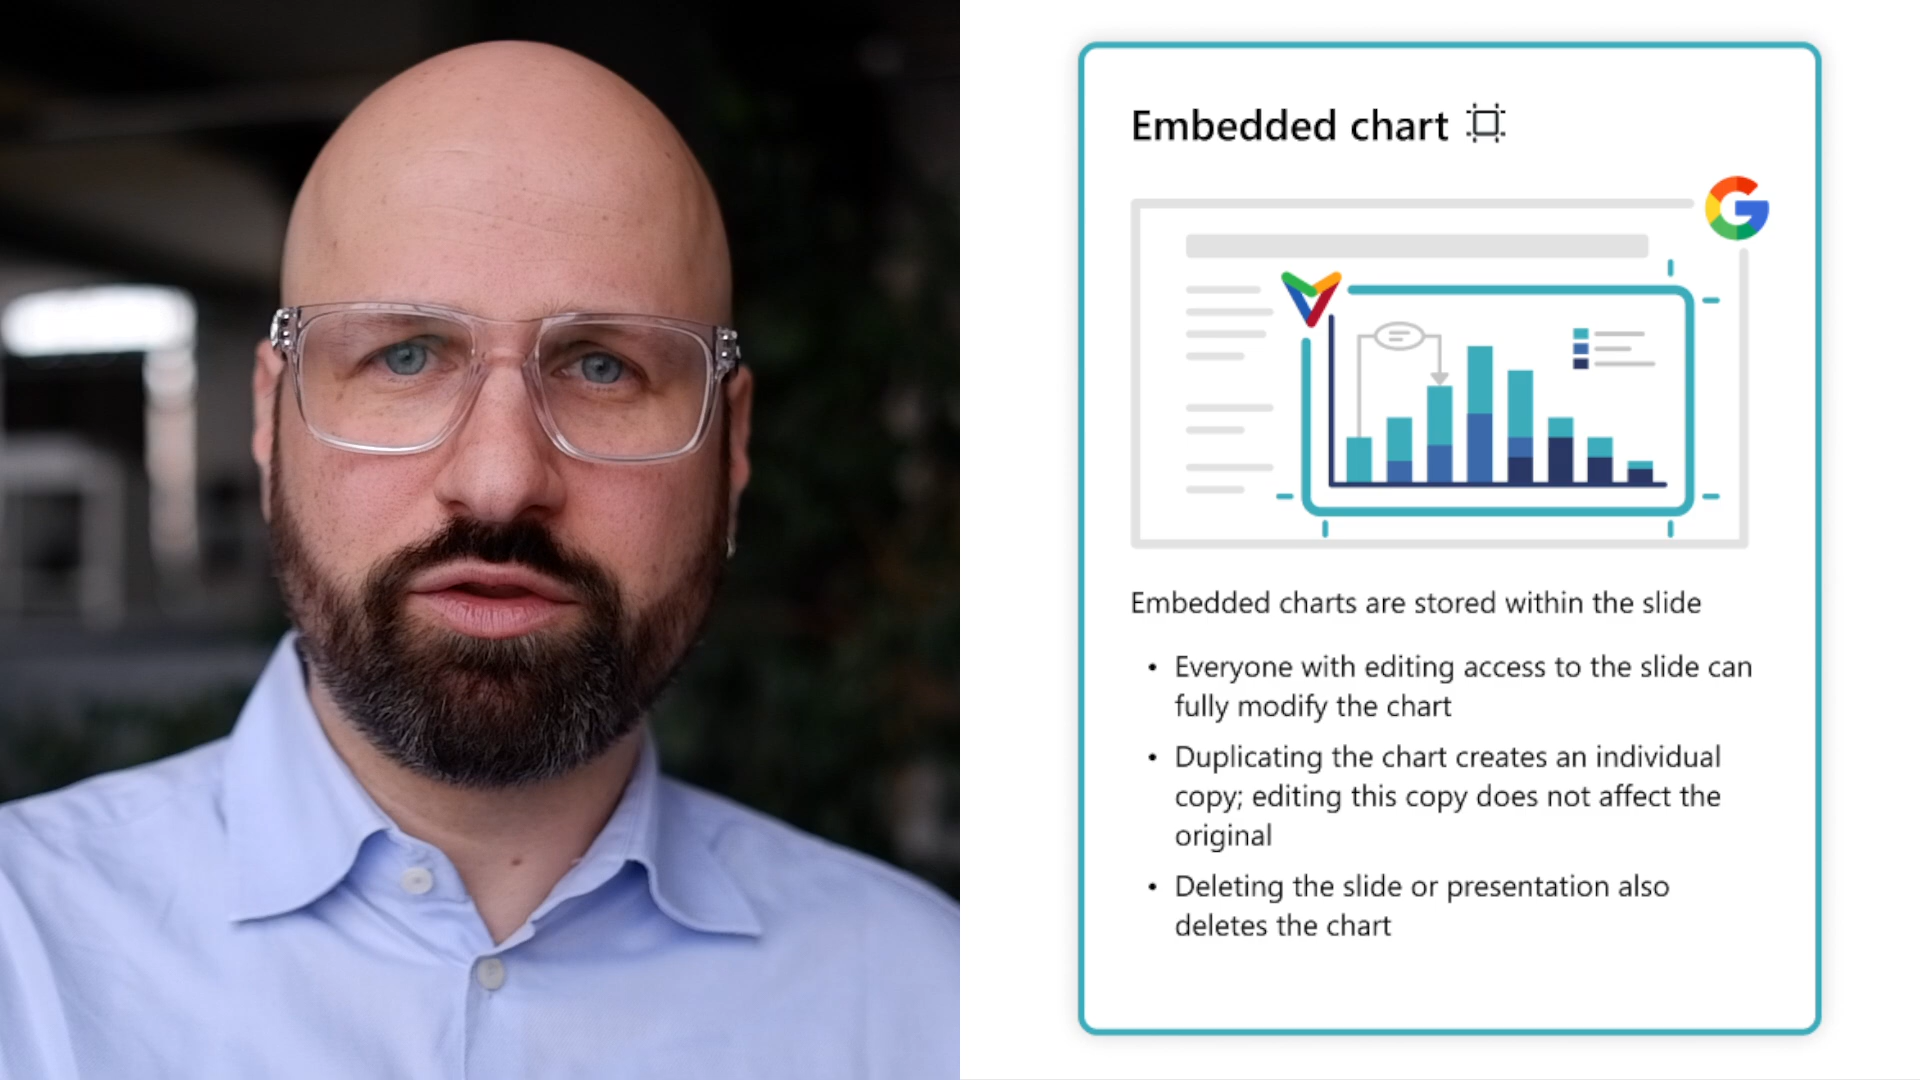 Embedded chart
Embedded charts are stored within the slide
• Everyone with editing access to the slide can
fully modify the chart
• Duplicating the chart creates an individual
copy; editing this copy does not affect the
original
• Deleting the slide or presentation also
deletes the chart